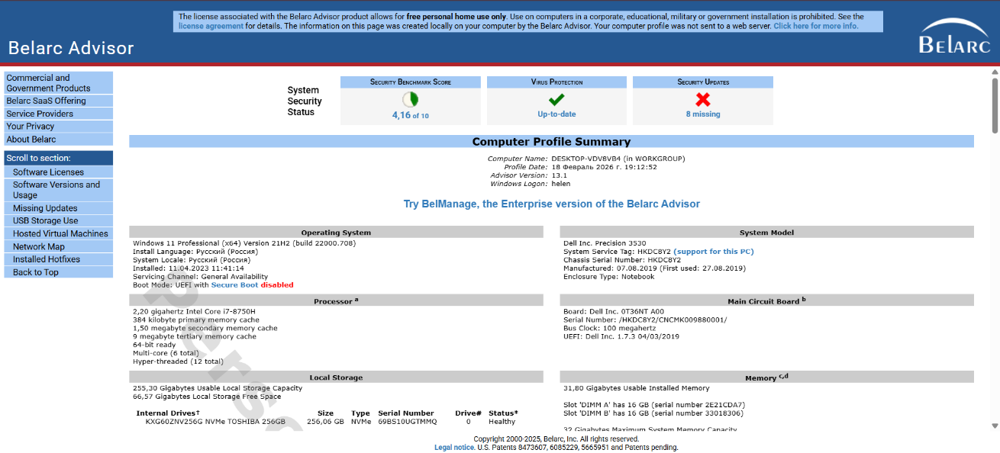 The license associated with the Belarc Advisor product allows for free personal home use only. Use on computers in a corporate, educational, military or government installation is prohibited. See the
license agreement for details. The information on this page was created locally on your computer by the Belarc Advisor. Your computer profile was not sent to a web server. Click here for more info.
Belarc Advisor
BELARC
Commercial and
Government Products
Belarc SaaS Offering
Service Providers
Your Privacy
About Belarc
Scroll to section:
Software Licenses
Software Versions and
Usage
Missing Updates
USB Storage Use
Hosted Virtual Machines
Network Map
Installed Hotfixes
Back to Top
System
Security
Status
Security Benchmark Score
4,16 of 10
Virus Protection
Up-to-date
Security Updates
8 missing
Computer Profile Summary
Computer Name: DESKTOP-VDV8VB4 (in WORKGROUP)
Profile Date: 18 Февраль 2026 г. 19:12:52
Advisor Version: 13.1
Windows Logon: helen
Try BelManage, the Enterprise version of the Belarc Advisor
Operating System
Windows 11 Professional (x64) Version 21H2 (build 22000.708)
Install Language: Русский (Россия)
System Locale: Русский (Россия)
Installed: 11.04.2023 11:41:14
Servicing Channel: General Availability
Boot Mode: UEFI with Secure Boot disabled
System Model
Dell Inc. Precision 3530
System Service Tag: HKDC8Y2 (support for this PC)
Chassis Serial Number: HKDC8Y2
Manufactured: 07.08.2019 (First used: 27.08.2019)
Enclosure Type: Notebook
Processor a
2,20 gigahertz Intel Core i7-8750H
384 kilobyte primary memory cache
1,50 megabyte secondary memory cache
9 megabyte tertiary memory cache
64-bit ready
Multi-core (6 total)
Hyper-threaded (12 total)
Main Circuit Board b
Board: Dell Inc. 0T36NT A00
Serial Number: /HKDC8Y2/CNCMK009880001/
Bus Clock: 100 megahertz
UEFI: Dell Inc. 1.7.3 04/03/2019
Local Storage
255,30 Gigabytes Usable Local Storage Capacity
66,57 Gigabytes Local Storage Free Space
Internal Drives† Size Type Serial Number Drive# Status*
KXG60ZNV256G NVMe TOSHIBA 256GB 256,06 GB NVMe 69BS10UGTMMQ 0 Healthy
Memory c,d
31,80 Gigabytes Usable Installed Memory
Slot 'DIMM A' has 16 GB (serial number 2E21CDA7)
Slot 'DIMM B' has 16 GB (serial number 33018306)
32 Gigabytes Maximum System Memory Capacity
Copyright 2000-2025, Belarc, Inc. All rights reserved.
Legal notice. U.S. Patents 8473607, 6085229, 5665951 and Patents pending.